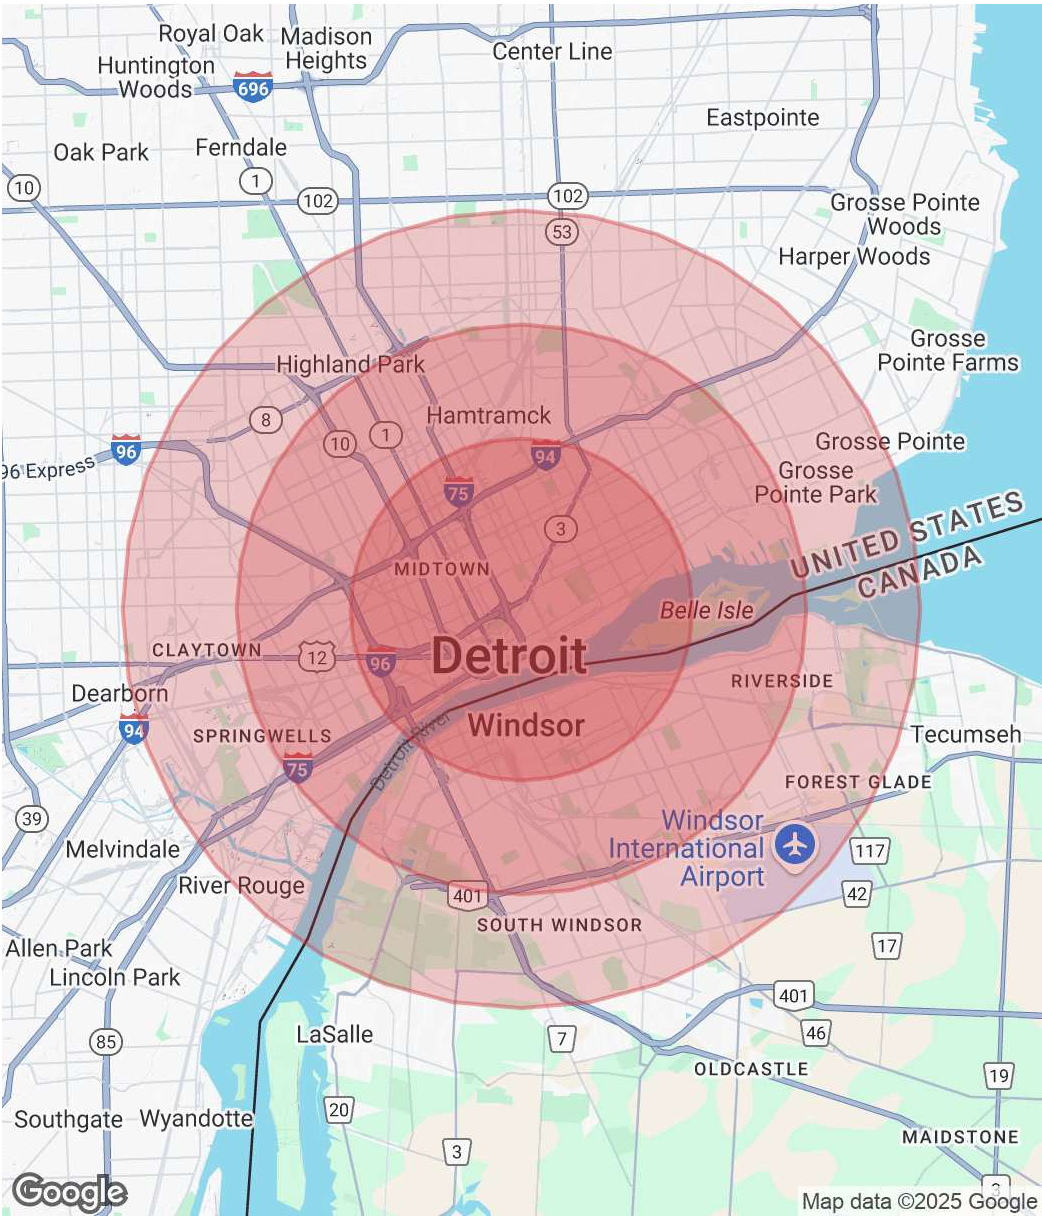 Royal Oak
Madison
Heights
Center Line
Huntington
Woods
696
Eastpointe
Oak Park
Ferndale
1
10
102
102
53
Grosse Pointe
Woods
Harper Woods
Grosse
Pointe Farms
Highland Park
Hamtramck
8
1
10
96
94
96 Express
Grosse Pointe
Grosse
Pointe Park
75
3
UNITED STATES
CANADA
MIDTOWN
Belle Isle
CLAYTOWN
12
96
Detroit
RIVERSIDE
Dearborn
94
SPRINGWELLS
Windsor
Detroit River
Tecumseh
75
FOREST GLADE
39
Windsor
International
Airport
Melvindale
117
River Rouge
401
42
SOUTH WINDSOR
17
Allen Park
Lincoln Park
401
85
LaSalle
7
46
OLDCASTLE
19
Southgate
Wyandotte
20
MAIDSTONE
3
3
Google
Map data ©2025 Google